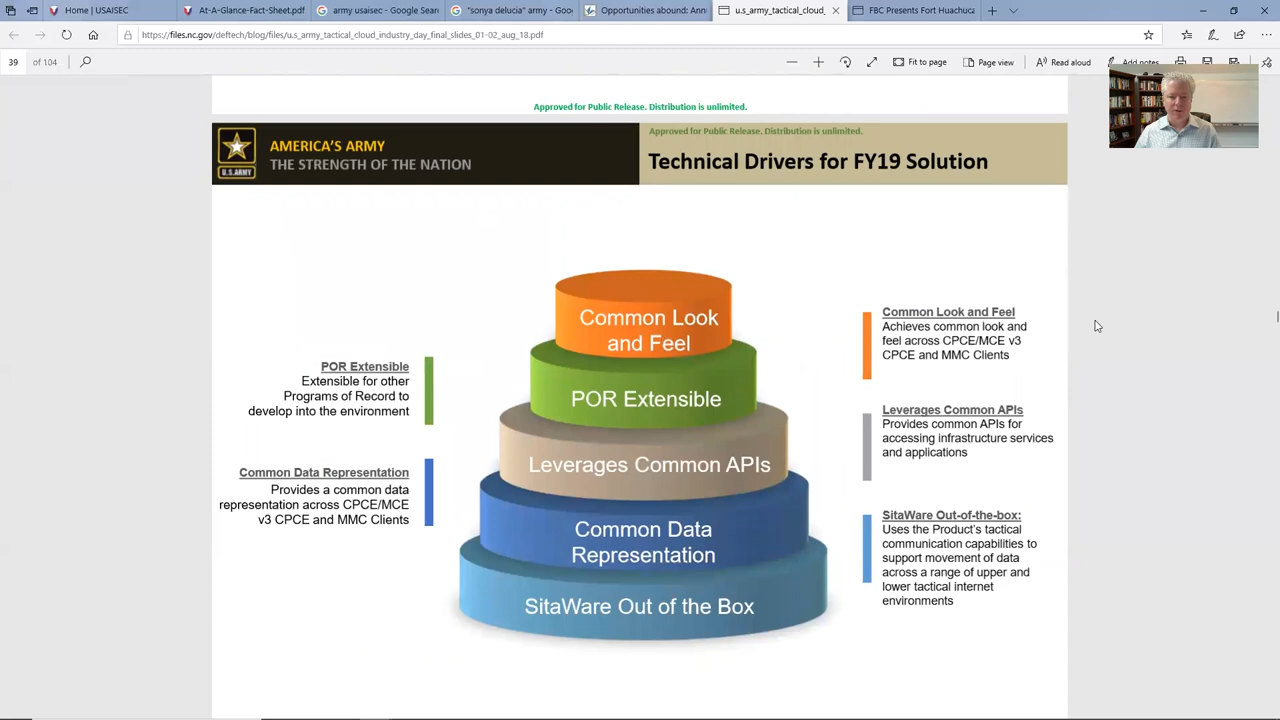 Home | USAISEC
At-A-Glance-Fact-Sheet.pdf
army usaisec - Google Sear
"sonya delucia" army - Goo
Opportunities abound: Anni
u.s_army_tactical_cloud_
FBC Presents Fort Huachuca
https://files.nc.gov/deftech/blog/files/u.s_army_tactical_cloud_industry_day_final_slides_01-02_aug_18.pdf
39 of 104
Fit to page
Page view
Read aloud
Add notes
Approved for Public Release. Distribution is unlimited.
U.S.ARMY
AMERICA'S ARMY
THE STRENGTH OF THE NATION
Approved for Public Release. Distribution is unlimited.
Technical Drivers for FY19 Solution
POR Extensible
Extensible for other
Programs of Record to
develop into the environment
Common Data Representation
Provides a common data
representation across CPCE/MCE
v3 CPCE and MMC Clients
Common Look
and Feel
POR Extensible
Leverages Common APIs
Common Data
Representation
SitaWare Out of the Box
Common Look and Feel
Achieves common look and
feel across CPCE/MCE v3
CPCE and MMC Clients
Leverages Common APIs
Provides common APIs for
accessing infrastructure services
and applications
SitaWare Out-of-the-box:
Uses the Product's tactical
communication capabilities to
support movement of data
across a range of upper and
lower tactical internet
environments